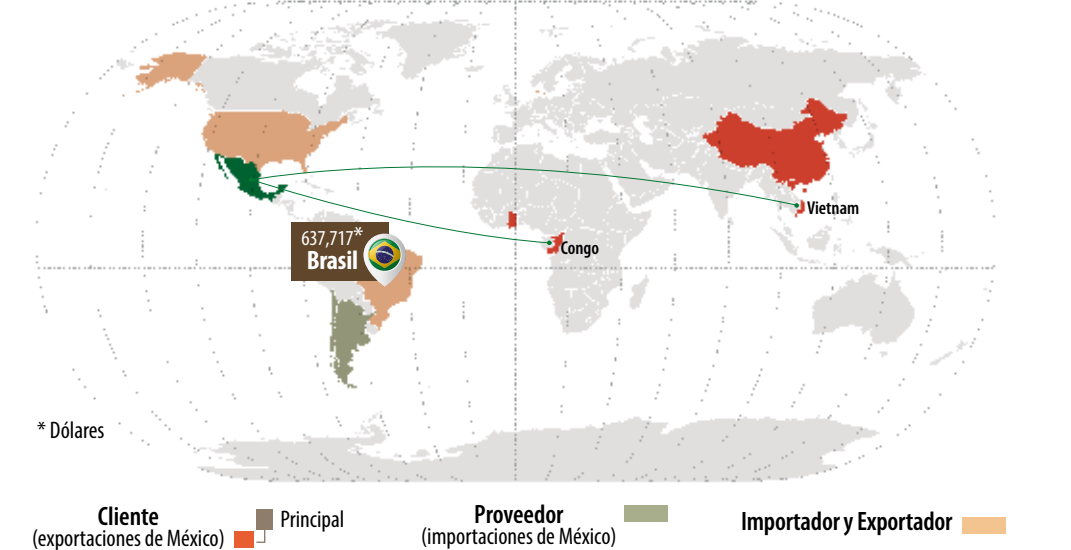 Vietnam
637,717*
Brasil
Congo
* Dólares
Cliente
(exportaciones de México)
Principal
Proveedor
(importaciones de México)
Importador y Exportador